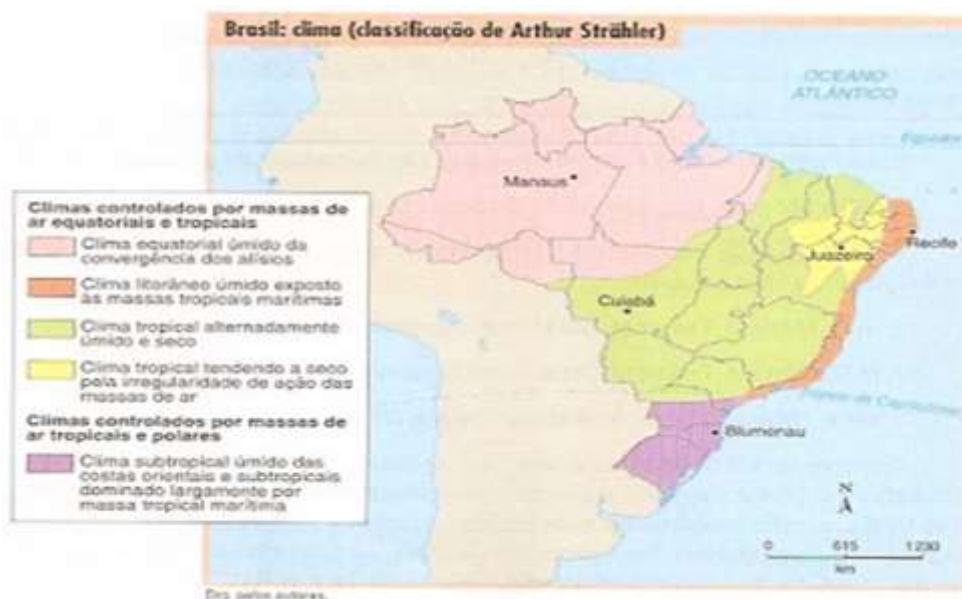 Brasil: clima (classificação de Arthur Strähler)
OCEANO
ATLÂNTICO
Equador
Manaus
Recife
Juazeiro
Cuiabá
Blumenau
Climas controlados por massas de
ar equatoriais e tropicais
Clima equatorial úmido da
convergência dos alísios
Clima litorâneo úmido exposto
às massas tropicais marítimas
Clima tropical alternadamente
úmido e seco
Clima tropical tendendo a seco
pela irregularidade de ação das
massas de ar
Climas controlados por massas de
ar tropicais e polares
Clima subtropical úmido das
costas orientais e subtropicais
dominado largamente por
massa tropical marítima
Trópico de Capricórnio
N
0 615 1230
km